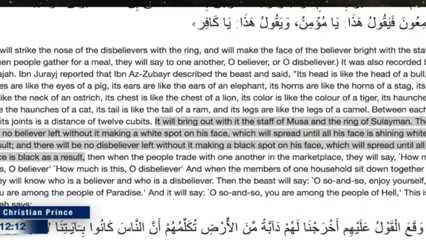 مِعُونَ فَيَقُولُ هَذَا: يَا مُؤْمِنُ، وَيَقُولُ هَذَا: يَا كَافِر»
will strike the nose of the disbelievers with the ring, and will make the face of the believer bright with the sta
en people gather for a meal, they will say to one another, O believer, or O disbeliever.) It was also recorded b
ajah. Ibn Jurayj reported that Ibn Az-Zubayr described the beast and said, "Its head is like the head of a bull,
es are like the eyes of a pig, its ears are like the ears of an elephant, its horns are like the horns of a stag, its
like the neck of an ostrich, its chest is like the chest of a lion, its color is like the colour of a tiger, its haunche
e the haunches of a cat, its tail is like the tail of a ram, and its legs are like the legs of a camel. Between each
its joints is a distance of twelve cubits. It will bring out with it the staff of Musa and the ring of Sulayman. The
no believer left without it making a white spot on his face, which will spread until all his face is shining white
sult; and there will be no disbeliever left without it making a black spot on his face, which will spread until all
ce is black as a result, then when the people trade with one another in the marketplace, they will say, `How m
s, O believer' `How much is this, O disbeliever' And when the members of one household sit down together
ey will know who is a believer and who is a disbeliever. Then the beast will say: `O so-and-so, enjoy yourself,
u are among the people of Paradise.' And it will say: `O so-and-so, you are among the people of Hell,' This is
ah says:
Christian Prince
12:12
وَقَعَ الْقَوْلُ عَلَيْهِم أَخْرَجْنَا لَهُمْ دَآبَّةً مِّنَ الْأَرْضِ تُكَلِّمُهُمْ أَنَّ النَّاسَ كَانُوا بِـَايَـتِنَا